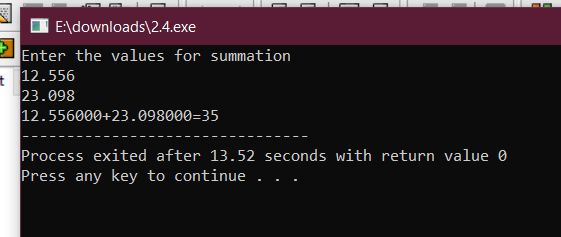 E:\downloads\2.4.exe
Enter the values for summation
12.556
23.098
12.556000+23.098000=35
--------------------------------
Process exited after 13.52 seconds with return value 0
Press any key to continue . . .